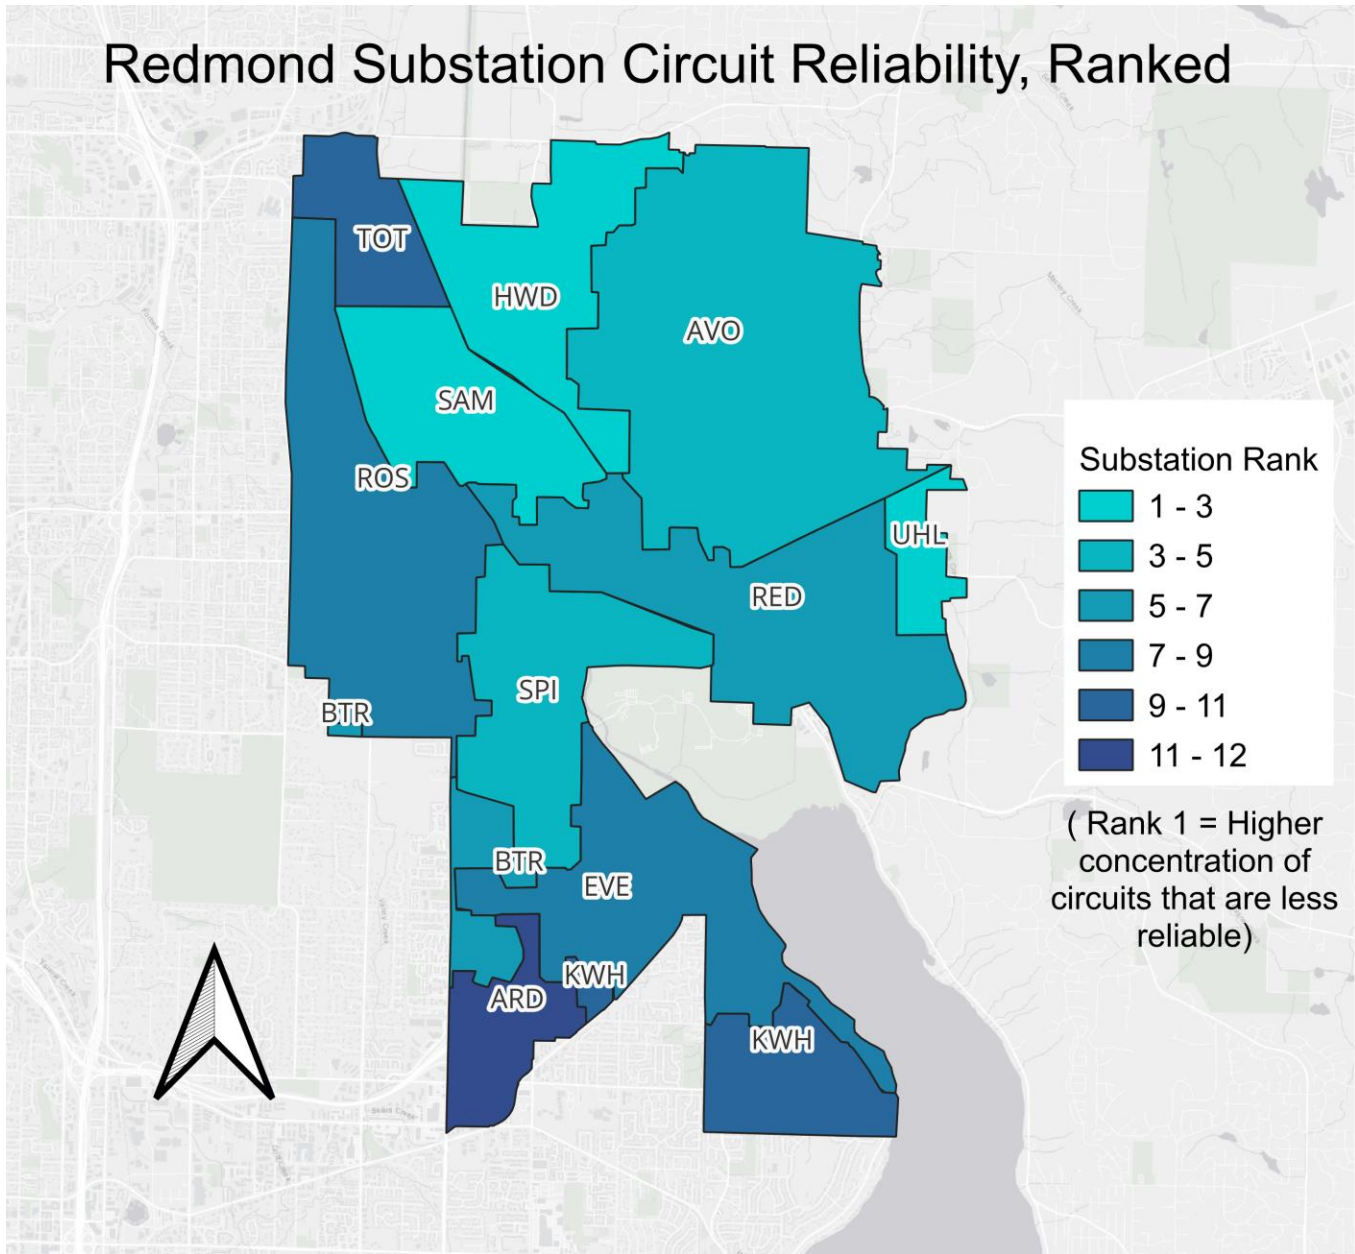 Redmond Substation Circuit Reliability, Ranked
TOT
HWD
AVO
SAM
ROS
UHL
RED
SPI
BTR
BTR
EVE
KWH
ARD
KWH
Substation Rank
1 - 3
3 - 5
5 - 7
7 - 9
9 - 11
11 - 12
( Rank 1 = Higher
concentration of
circuits that are less
reliable)